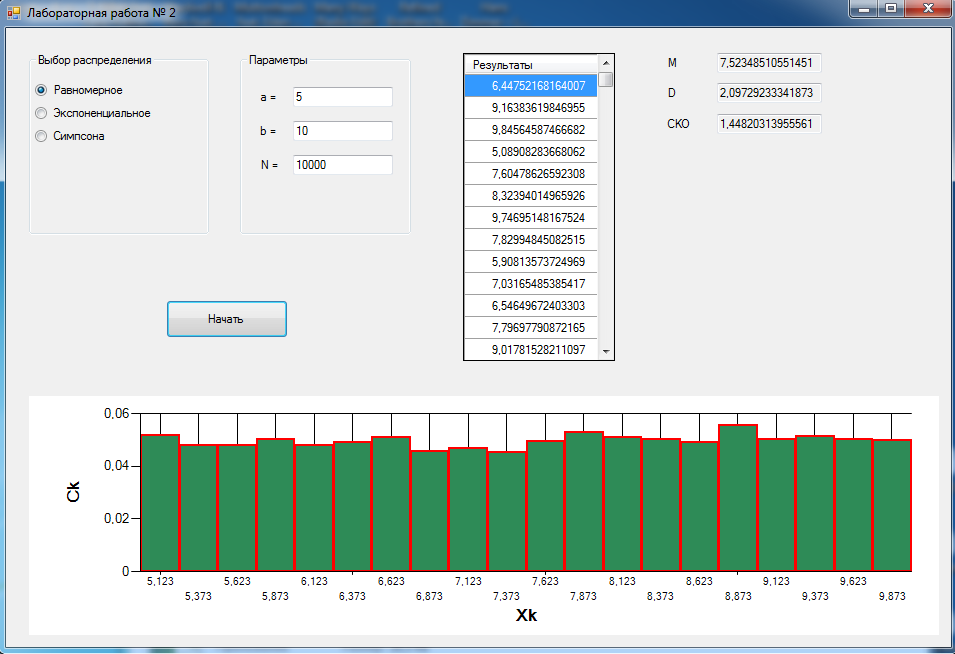 Лабораторная работа № 2
Выбор распределения
Равномерное
Экспоненциальное
Симпсона
Параметры
a = 5
b = 10
N = 10000
Начать
Результаты
6,44752168164007
9,16383619846955
9,84564587466682
5,08908283668062
7,60478626592308
8,32394014965926
9,74695148167524
7,82994845082515
5,90813573724969
7,03165485385417
6,54649672403303
7,79697790872165
9,01781528211097
M 7,52348510551451
D 2,09729233341873
СКО 1,44820313955561
Ck
0,06
0,04
0,02
0
5,123 5,623 6,123 6,623 7,123 7,623 8,123 8,623 9,123 9,623
5,373 5,873 6,373 6,873 7,373 7,873 8,373 8,873 9,373 9,873
Xk